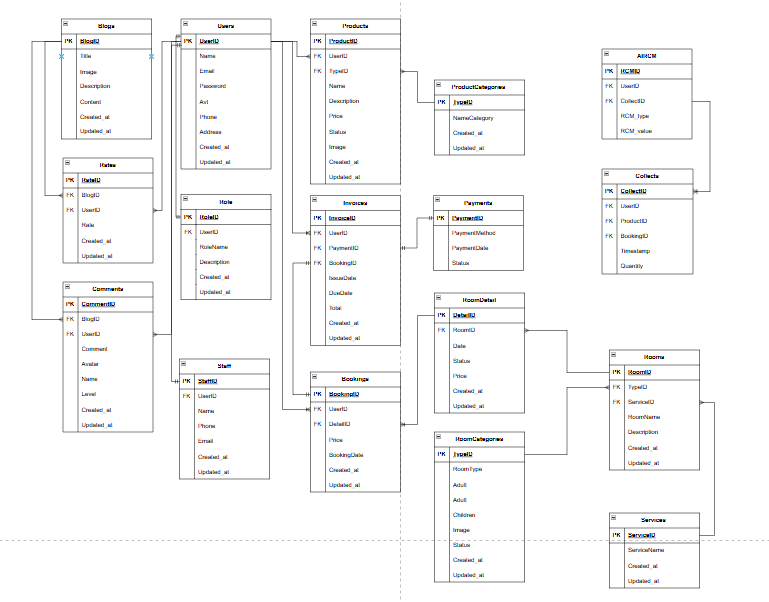 Blogs
PK BlogID
Title
Image
Description
Content
Created_at
Updated_at
Rates
PK RateID
FK BlogID
FK UserID
Rate
Created_at
Updated_at
Comments
PK CommentID
FK BlogID
FK UserID
Comment
Avatar
Name
Level
Created_at
Updated_at
Users
PK UserID
Name
Email
Password
Avt
Phone
Address
Created_at
Updated_at
Role
PK RoleID
FK UserID
RoleName
Description
Created_at
Updated_at
Staff
PK StaffID
FK UserID
Name
Phone
Email
Created_at
Updated_at
Products
PK ProductID
FK UserID
FK TypeID
Name
Description
Price
Status
Image
Created_at
Updated_at
Invoices
PK InvoiceID
FK UserID
FK PaymentID
FK BookingID
IssueDate
DueDate
Total
Created_at
Updated_at
Bookings
PK BookingID
FK UserID
FK DetailID
Price
BookingDate
Created_at
Updated_at
ProductCategories
PK TypeID
NameCategory
Created_at
Updated_at
Payments
PK PaymentID
PaymentMethod
PaymentDate
Status
RoomDetail
PK DetailID
FK RoomID
Date
Status
Price
Created_at
Updated_at
RoomCategories
PK TypeID
RoomType
Adult
Adult
Children
Image
Status
Created_at
Updated_at
AIRCM
PK RCMID
FK UserID
FK CollectID
RCM_type
RCM_value
Collects
PK CollectID
FK UserID
FK ProductID
FK BookingID
Timestamp
Quantity
Rooms
PK RoomID
FK TypeID
FK ServiceID
RoomName
Description
Created_at
Updated_at
Services
PK ServiceID
ServiceName
Created_at
Updated_at